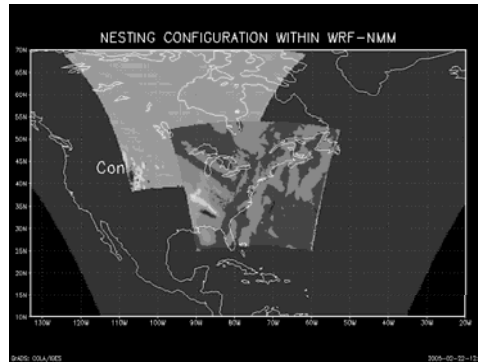 NESTING CONFIGURATION WITHIN WRF-NMM
70N
65N
60N
55N
50N
45N
Con
40N
35N
30N
25N
20N
15N
10N
130W 120W 110W 100W 90W 80W 70W 60W 50W 40W 30W 20W
GrADS: COLA/IGES
2005-02-22-12: